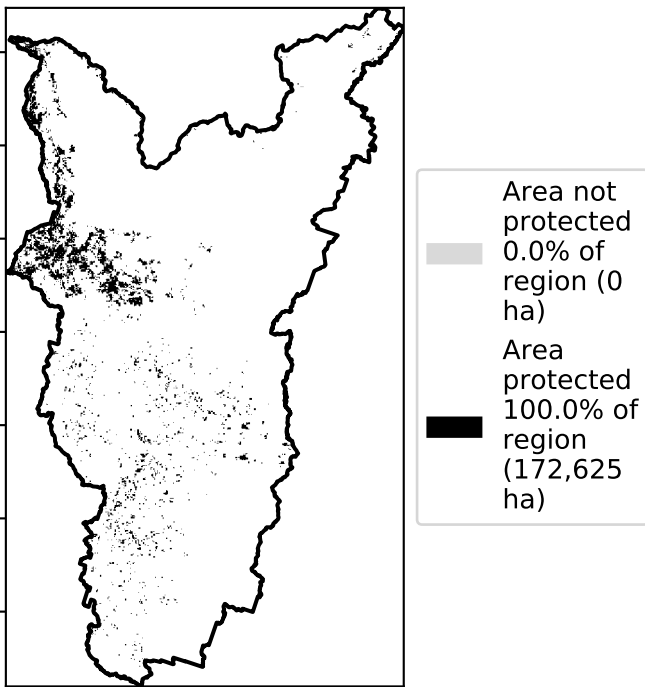 Area not
protected
0.0% of
region (0
ha)
Area
protected
100.0% of
region
(172,625
ha)